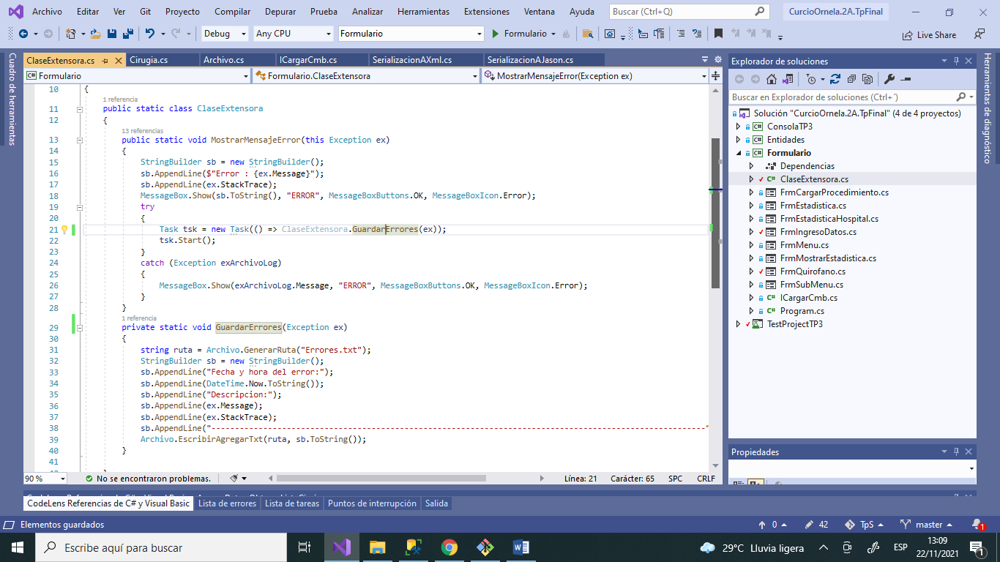 Archivo Editar Ver Git Proyecto Compilar Depurar Prueba Analizar Herramientas Extensiones Ventana Ayuda Buscar (Ctrl+Q) CurcioOrnela.2A.TpFinal
Debug Any CPU Formulario Formulario Live Share
Cuadro de herramientas
ClaseExtensora.cs Cirugia.cs Archivo.cs ICargarCmb.cs SerializacionAXml.cs SerializacionAJason.cs
Formulario Formulario.ClaseExtensora MostrarMensajeError(Exception ex)
10 {
1 referencia
11 public static class ClaseExtensora
12 {
13 referencias
13 public static void MostrarMensajeError(this Exception ex)
14 {
15 StringBuilder sb = new StringBuilder();
16 sb.AppendLine($"Error : {ex.Message}");
17 sb.AppendLine(ex.StackTrace);
18 MessageBox.Show(sb.ToString(), "ERROR", MessageBoxButtons.OK, MessageBoxIcon.Error);
19 try
20 {
21 Task tsk = new Task(() => ClaseExtensora.GuardarErrores(ex));
22 tsk.Start();
23 }
24 catch (Exception exArchivoLog)
25 {
26 MessageBox.Show(exArchivoLog.Message, "ERROR", MessageBoxButtons.OK, MessageBoxIcon.Error);
27 }
28 }
1 referencia
29 private static void GuardarErrores(Exception ex)
30 {
31 string ruta = Archivo.GenerarRuta("Errores.txt");
32 StringBuilder sb = new StringBuilder();
33 sb.AppendLine("Fecha y hora del error:");
34 sb.AppendLine(DateTime.Now.ToString());
35 sb.AppendLine("Descripcion:");
36 sb.AppendLine(ex.Message);
37 sb.AppendLine(ex.StackTrace);
38 sb.AppendLine("---------------------------------------------------------------------------------------------------------"
39 Archivo.EscribirAgregarTxt(ruta, sb.ToString());
40 }
41
90 % No se encontraron problemas. Línea: 21 Carácter: 65 SPC CRLF
Explorador de soluciones
Buscar en Explorador de soluciones (Ctrl+´)
Solución "CurcioOrnela.2A.TpFinal" (4 de 4 proyectos)
ConsolaTP3
Entidades
Formulario
Dependencias
ClaseExtensora.cs
FrmCargarProcedimiento.cs
FrmEstadistica.cs
FrmEstadisticaHospital.cs
FrmIngresoDatos.cs
FrmMenu.cs
FrmMostrarEstadistica.cs
FrmQuirofano.cs
FrmSubMenu.cs
ICargarCmb.cs
Program.cs
TestProjectTP3
Propiedades
Herramientas de diagnóstico
CodeLens Referencias de C# y Visual Basic Lista de errores Lista de tareas Puntos de interrupción Salida
Elementos guardados 0 42 TpS master 1
Escribe aquí para buscar 29°C Lluvia ligera ESP 13:09
22/11/2021 1